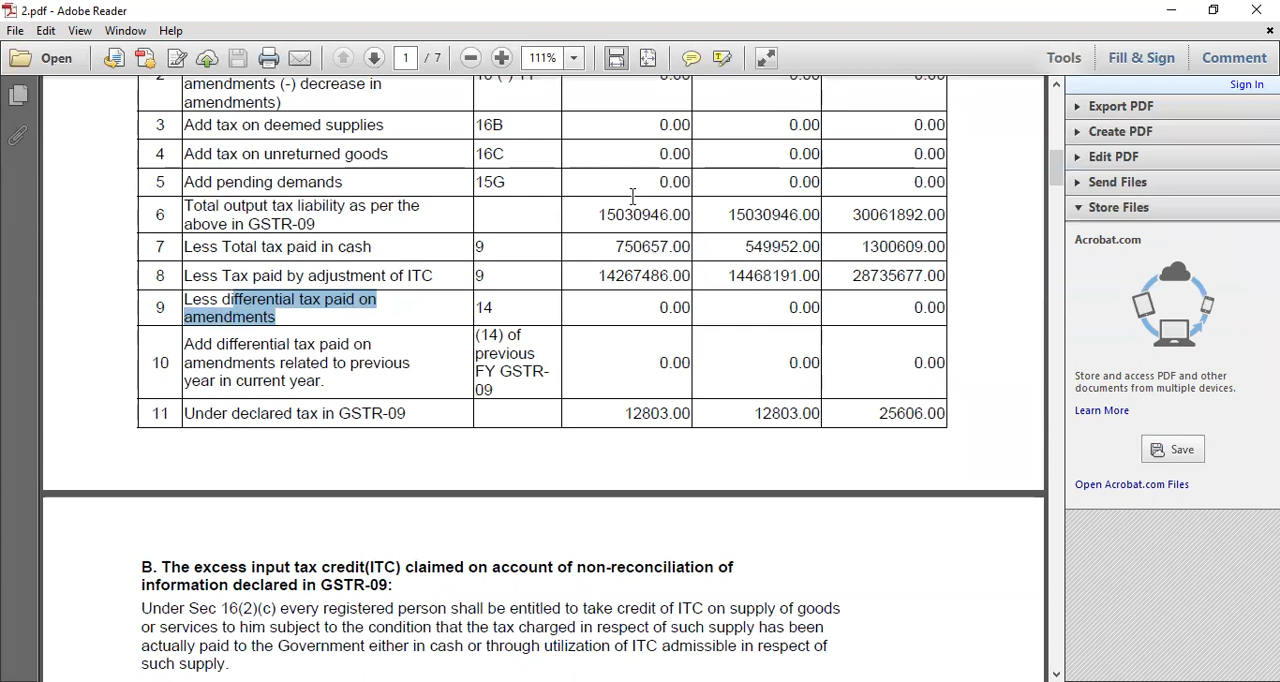 2.pdf - Adobe Reader
File Edit View Window Help
Open 1 / 7 111% Tools Fill & Sign Comment
Sign In
amendments (-) decrease in
amendments)
3 Add tax on deemed supplies 16B 0.00 0.00 0.00
4 Add tax on unreturned goods 16C 0.00 0.00 0.00
5 Add pending demands 15G 0.00 0.00 0.00
6 Total output tax liability as per the
above in GSTR-09 15030946.00 15030946.00 30061892.00
7 Less Total tax paid in cash 9 750657.00 549952.00 1300609.00
8 Less Tax paid by adjustment of ITC 9 14267486.00 14468191.00 28735677.00
9 Less differential tax paid on
amendments 14 0.00 0.00 0.00
10 Add differential tax paid on
amendments related to previous
year in current year.
(14) of
previous
FY GSTR-
09
0.00 0.00 0.00
11 Under declared tax in GSTR-09 12803.00 12803.00 25606.00
B. The excess input tax credit(ITC) claimed on account of non-reconciliation of
information declared in GSTR-09:
Under Sec 16(2)(c) every registered person shall be entitled to take credit of ITC on supply of goods
or services to him subject to the condition that the tax charged in respect of such supply has been
actually paid to the Government either in cash or through utilization of ITC admissible in respect of
such supply.
Export PDF
Create PDF
Edit PDF
Send Files
Store Files
Acrobat.com
Store and access PDF and other
documents from multiple devices.
Learn More
Save
Open Acrobat.com Files